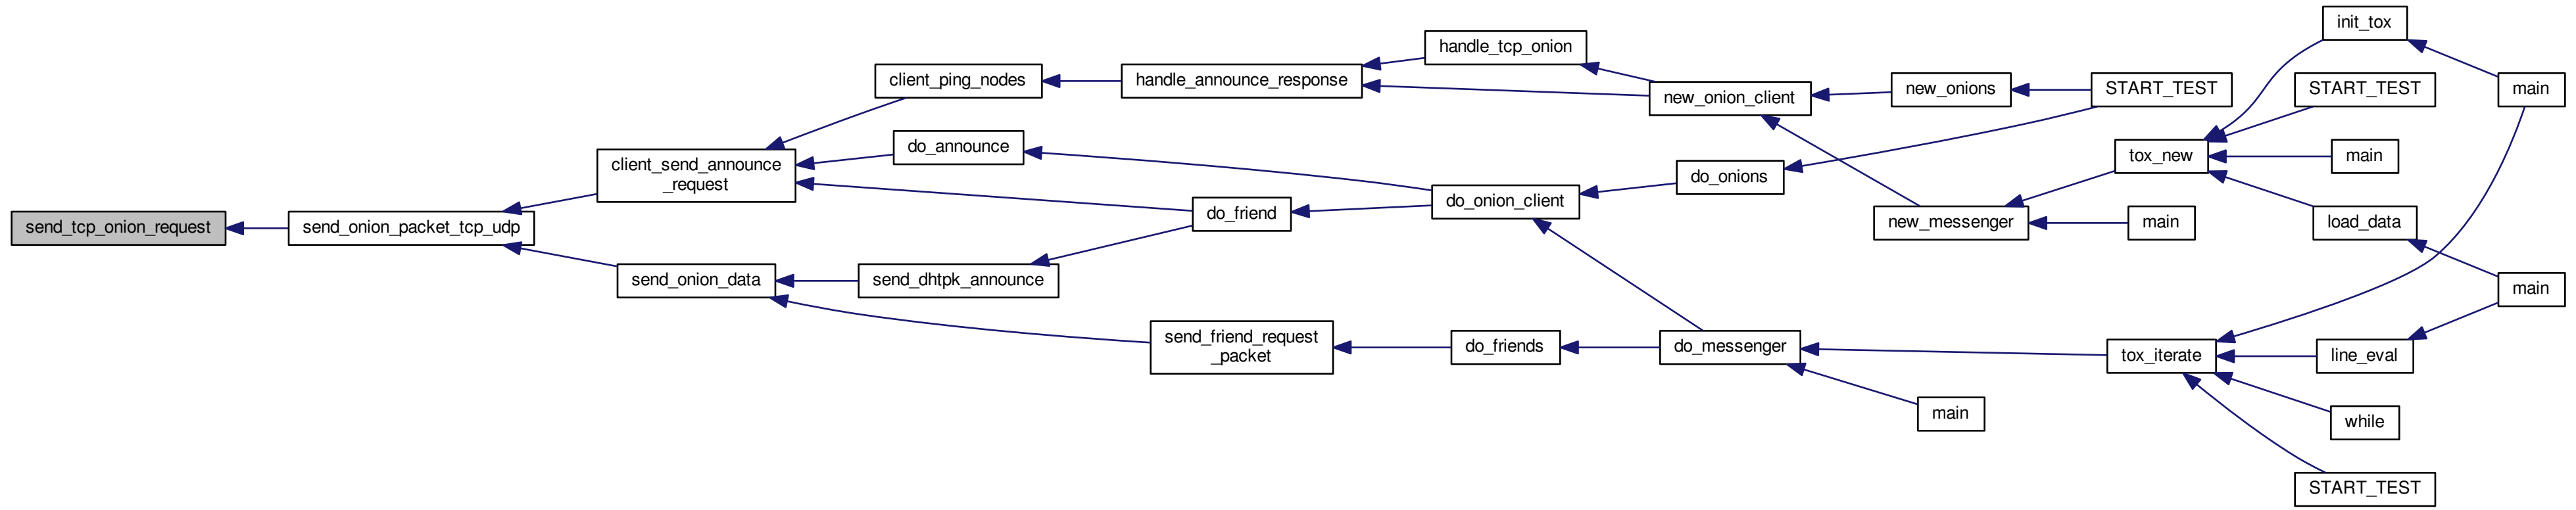 init_tox
handle_tcp_onion
client_ping_nodes
handle_announce_response
new_onion_client
new_onions
START_TEST
START_TEST
main
do_announce
client_send_announce
_request
do_onions
tox_new
main
do_onion_client
do_friend
new_messenger
main
load_data
send_tcp_onion_request
send_onion_packet_tcp_udp
send_onion_data
send_dhtpk_announce
main
send_friend_request
_packet
do_friends
do_messenger
tox_iterate
line_eval
main
while
START_TEST